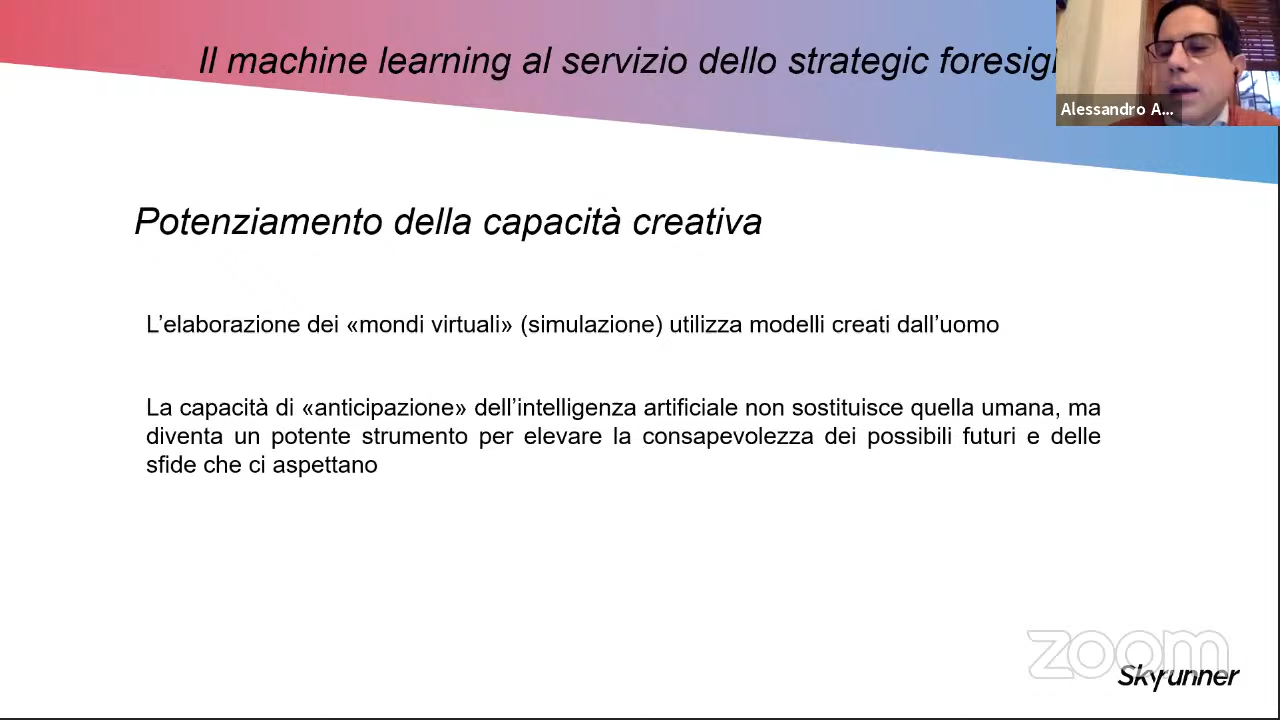 Il machine learning al servizio dello strategic foresig
Alessandro A...
Potenziamento della capacità creativa
L’elaborazione dei «mondi virtuali» (simulazione) utilizza modelli creati dall’uomo
La capacità di «anticipazione» dell’intelligenza artificiale non sostituisce quella umana, ma
diventa un potente strumento per elevare la consapevolezza dei possibili futuri e delle
sfide che ci aspettano
zoom
Skyrunner